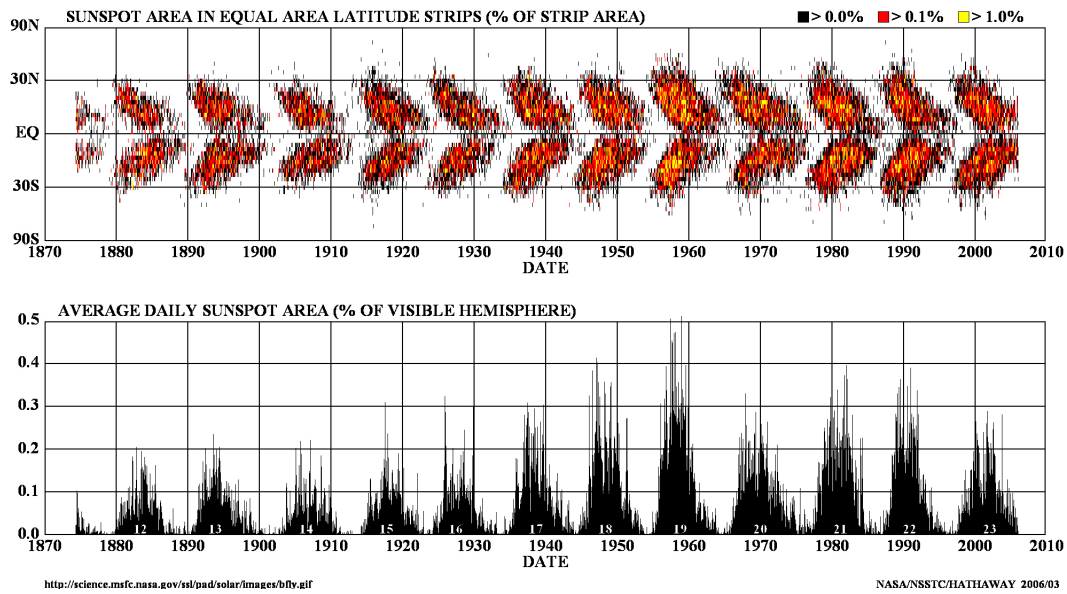 SUNSPOT AREA IN EQUAL AREA LATITUDE STRIPS (% OF STRIP AREA) > 0.0% > 0.1% > 1.0%
90N
30N
EQ
30S
90S
1870 1880 1890 1900 1910 1920 1930 1940 1950 1960 1970 1980 1990 2000 2010
DATE
AVERAGE DAILY SUNSPOT AREA (% OF VISIBLE HEMISPHERE)
0.5
0.4
0.3
0.2
0.1
0.0 12 13 14 15 16 17 18 19 20 21 22 23
1870 1880 1890 1900 1910 1920 1930 1940 1950 1960 1970 1980 1990 2000 2010
DATE
http://science.msfc.nasa.gov/ssl/pad/solar/images/bfly.gif NASA/NSSTC/HATHAWAY 2006/03